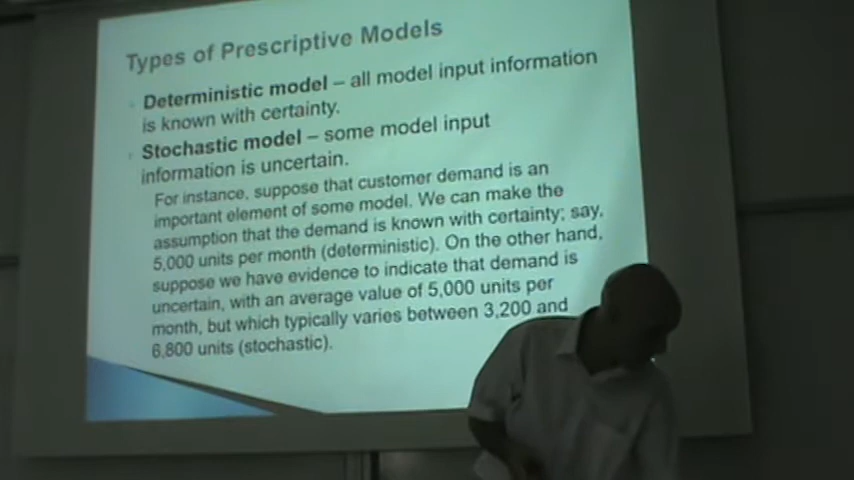 Types of Prescriptive Models
Deterministic model – all model input information
is known with certainty.
Stochastic model – some model input
information is uncertain.
For instance, suppose that customer demand is an
important element of some model. We can make the
assumption that the demand is known with certainty; say,
5,000 units per month (deterministic). On the other hand,
suppose we have evidence to indicate that demand is
uncertain, with an average value of 5,000 units per
month, but which typically varies between 3,200 and
6,800 units (stochastic).